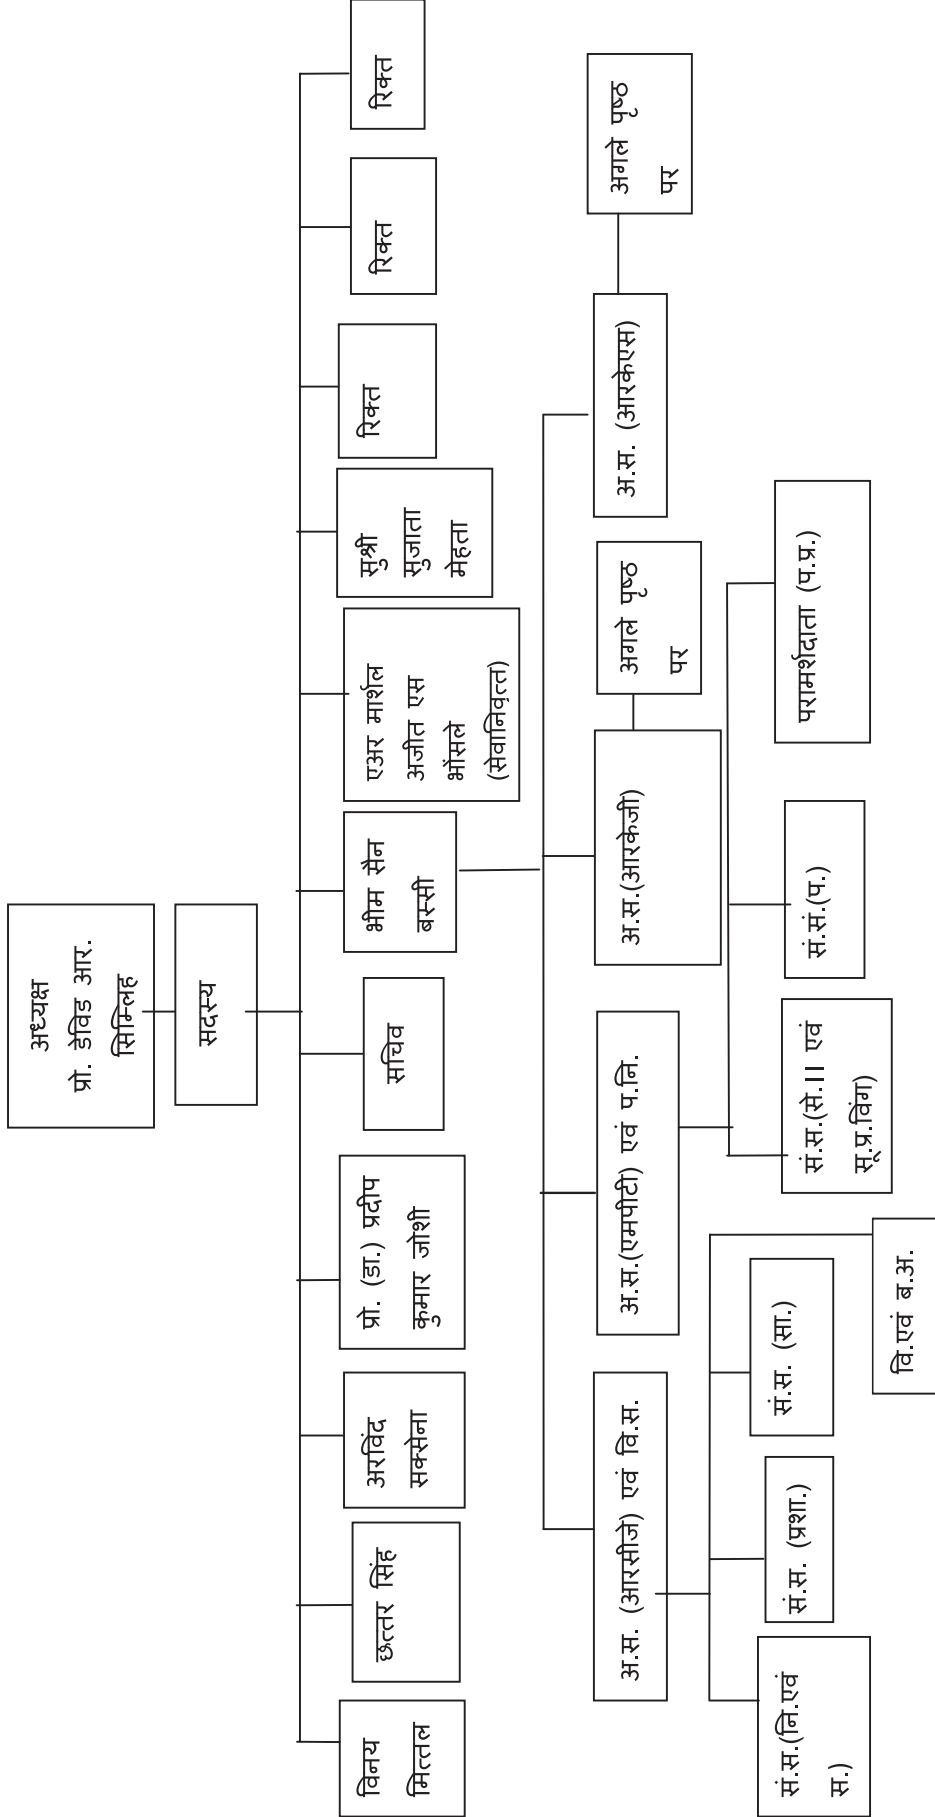 अध्यक्ष
प्रो. डेविड आर.
सिम्लिह
सदस्य
विनय
मित्तल
छत्तर सिंह
अरविंद
सक्सेना
प्रो. (डा.) प्रदीप
कुमार जोशी
सचिव
भीम सैन
बस्सी
एअर मार्शल
अजीत एस
भोंसले
(सेवानिवृत्त)
सुश्री
सुजाता
मेहता
रिक्त
रिक्त
रिक्त
अ.स. (आरसीजे) एवं वि.स.
अ.स.(एमपीटी) एवं प.नि.
अ.स.(आरकेजी)
अगले पृष्ठ
पर
अ.स. (आरकेएस)
अगले पृष्ठ
पर
सं.स.(नि.एवं
स.)
सं.स. (प्रशा.)
सं.स. (सा.)
वि.एवं ब.अ.
सं.स.(से.II एवं
सू.प्र.विंग)
सं.सं.(प.)
परामर्शदाता (प.प्र.)